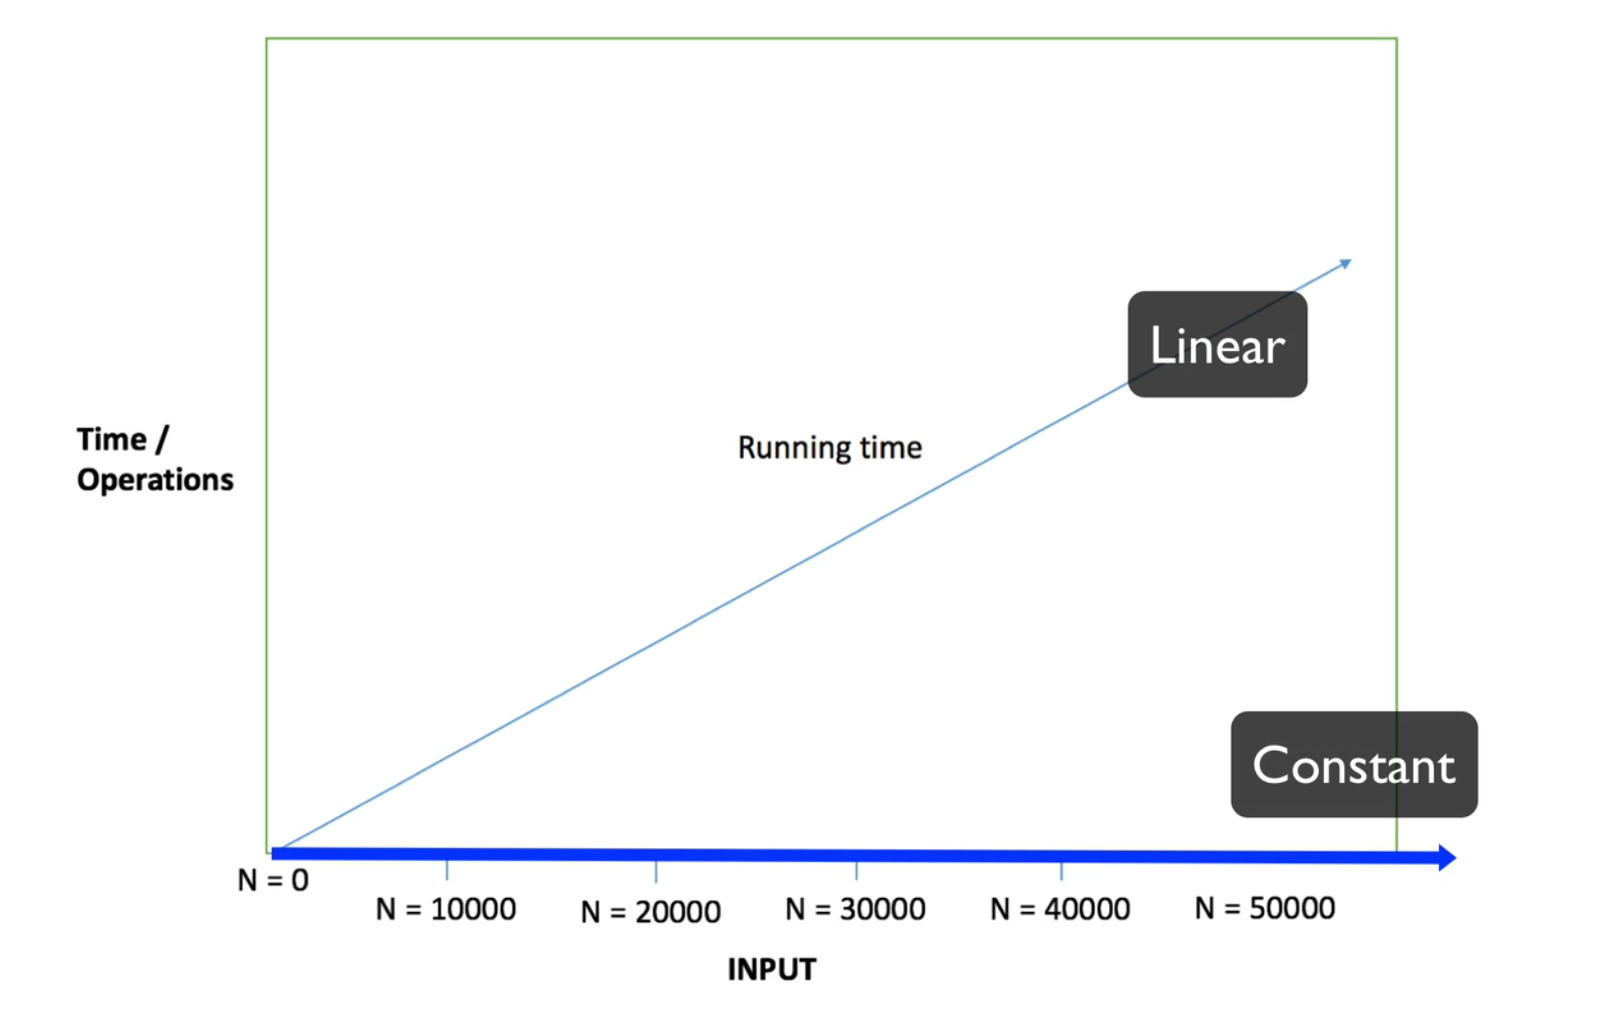 Linear
Running time
Time /
Operations
Constant
N = 0
N = 10000
N = 20000
N = 30000
N = 40000
N = 50000
INPUT